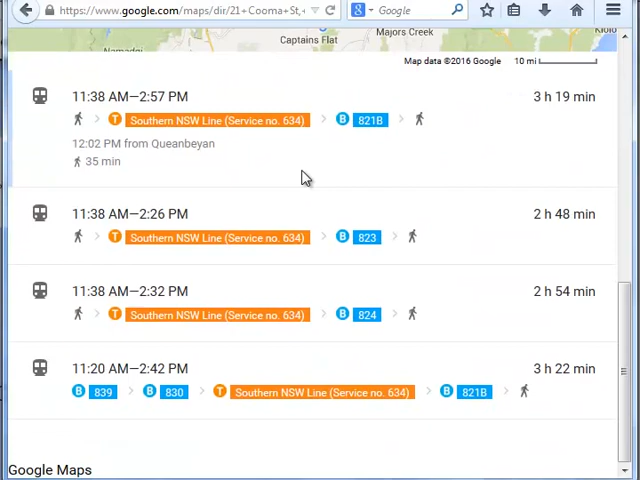 https://www.google.com/maps/dir/21+Cooma+St,+
Google
Captains Flat
Majors Creek
Namadgi
Map data ©2016 Google 10 mi
11:38 AM—2:57 PM 3 h 19 min
T Southern NSW Line (Service no. 634) B 821B
12:02 PM from Queanbeyan
35 min
11:38 AM—2:26 PM 2 h 48 min
T Southern NSW Line (Service no. 634) B 823
11:38 AM—2:32 PM 2 h 54 min
T Southern NSW Line (Service no. 634) B 824
11:20 AM—2:42 PM 3 h 22 min
B 839 B 830 T Southern NSW Line (Service no. 634) B 821B
Google Maps